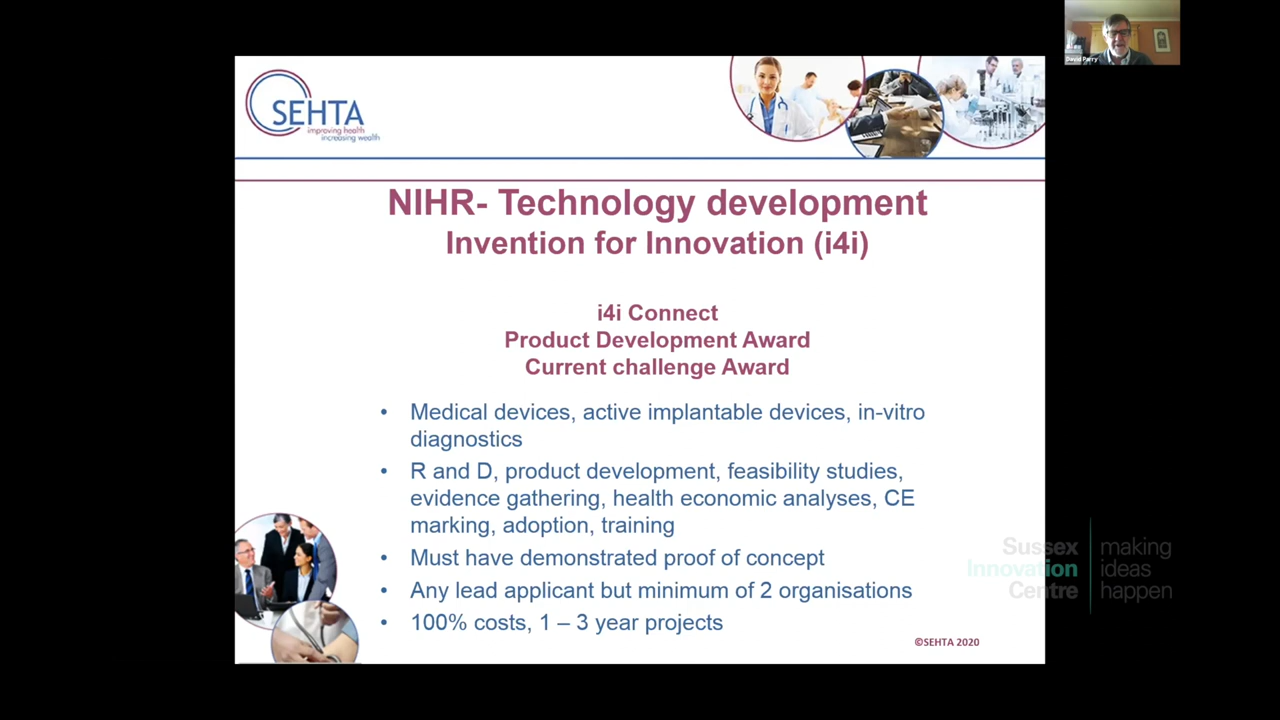 David Parry
SEHTA
improving health
increasing wealth
NIHR- Technology development
Invention for Innovation (i4i)
i4i Connect
Product Development Award
Current challenge Award
• Medical devices, active implantable devices, in-vitro
diagnostics
• R and D, product development, feasibility studies,
evidence gathering, health economic analyses, CE
marking, adoption, training
• Must have demonstrated proof of concept
• Any lead applicant but minimum of 2 organisations
• 100% costs, 1 – 3 year projects
©SEHTA 2020
Sussex
Innovation
Centre
making
ideas
happen